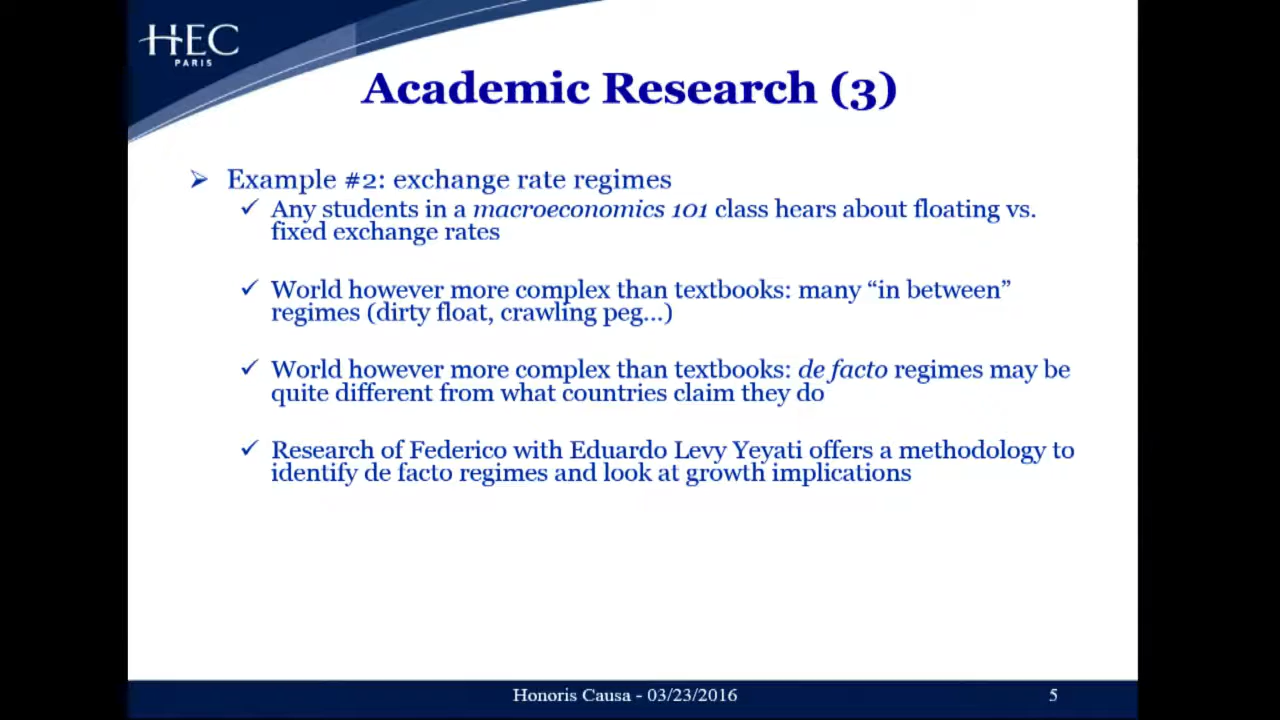 HEC
PARIS
Academic Research (3)
Example #2: exchange rate regimes
Any students in a macroeconomics 101 class hears about floating vs.
fixed exchange rates
World however more complex than textbooks: many “in between”
regimes (dirty float, crawling peg…)
World however more complex than textbooks: de facto regimes may be
quite different from what countries claim they do
Research of Federico with Eduardo Levy Yeyati offers a methodology to
identify de facto regimes and look at growth implications
Honoris Causa - 03/23/2016
5